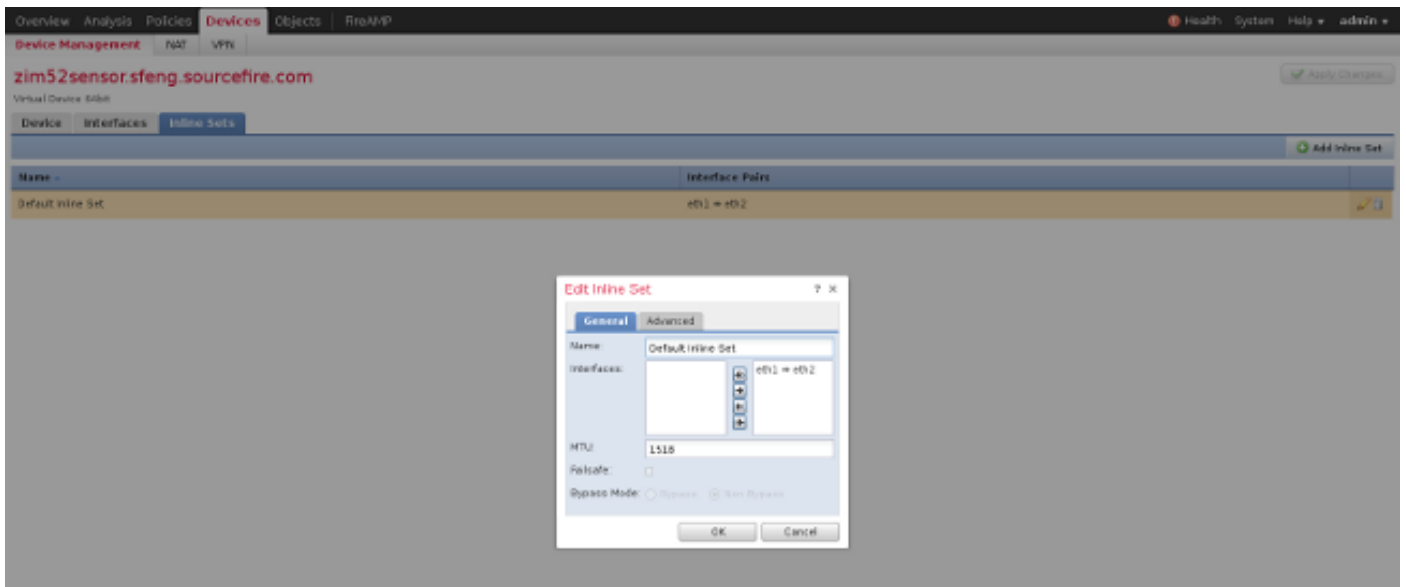 Overview Analysis Policies Devices Objects FireAMP Health System Help admin
Device Management NAT VPN
zim52sensor.sfeng.sourcefire.com
Apply Changes
Virtual Device 64bit
Device Interfaces Inline Sets
Add Inline Set
Name Interface Pairs
Default Inline Set eth1 ↔ eth2
Edit Inline Set ? ×
General Advanced
Name: Default Inline Set
Interfaces: eth1 ↔ eth2
MTU: 1518
Failsafe:
Bypass Mode: Bypass Non-Bypass
OK Cancel